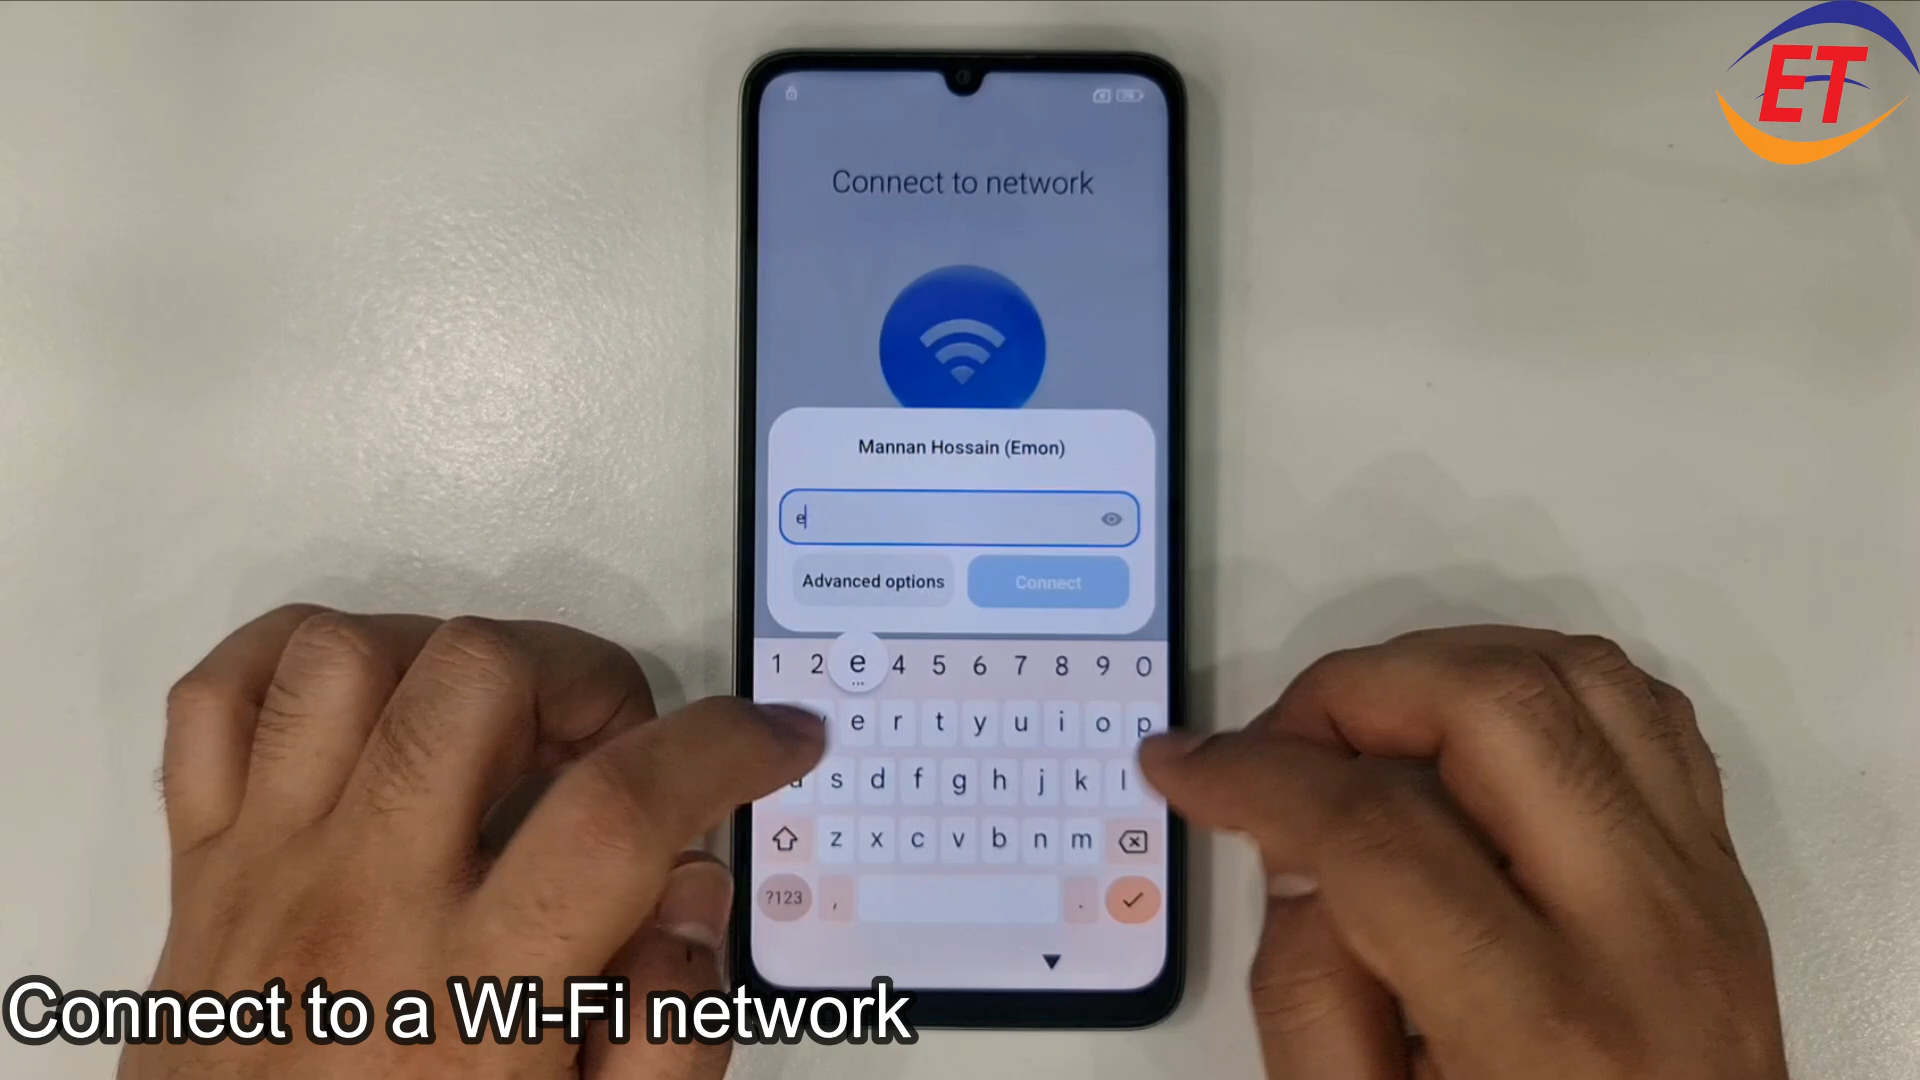 ET
Connect to network
Mannan Hossain (Emon)
e
Advanced options Connect
1 2 e 4 5 6 7 8 9 0
e r t y u i o p
a s d f g h j k l
z x c v b n m
?123 , .
Connect to a Wi-Fi network